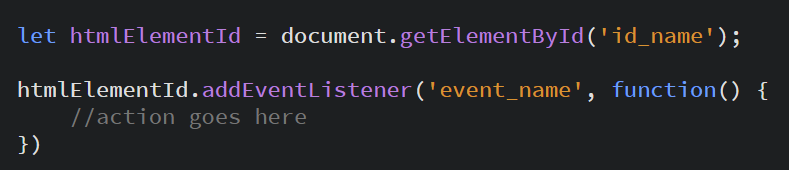 let htmlElementId = document.getElementById('id_name');
htmlElementId.addEventListener('event_name', function() {
    //action goes here
})